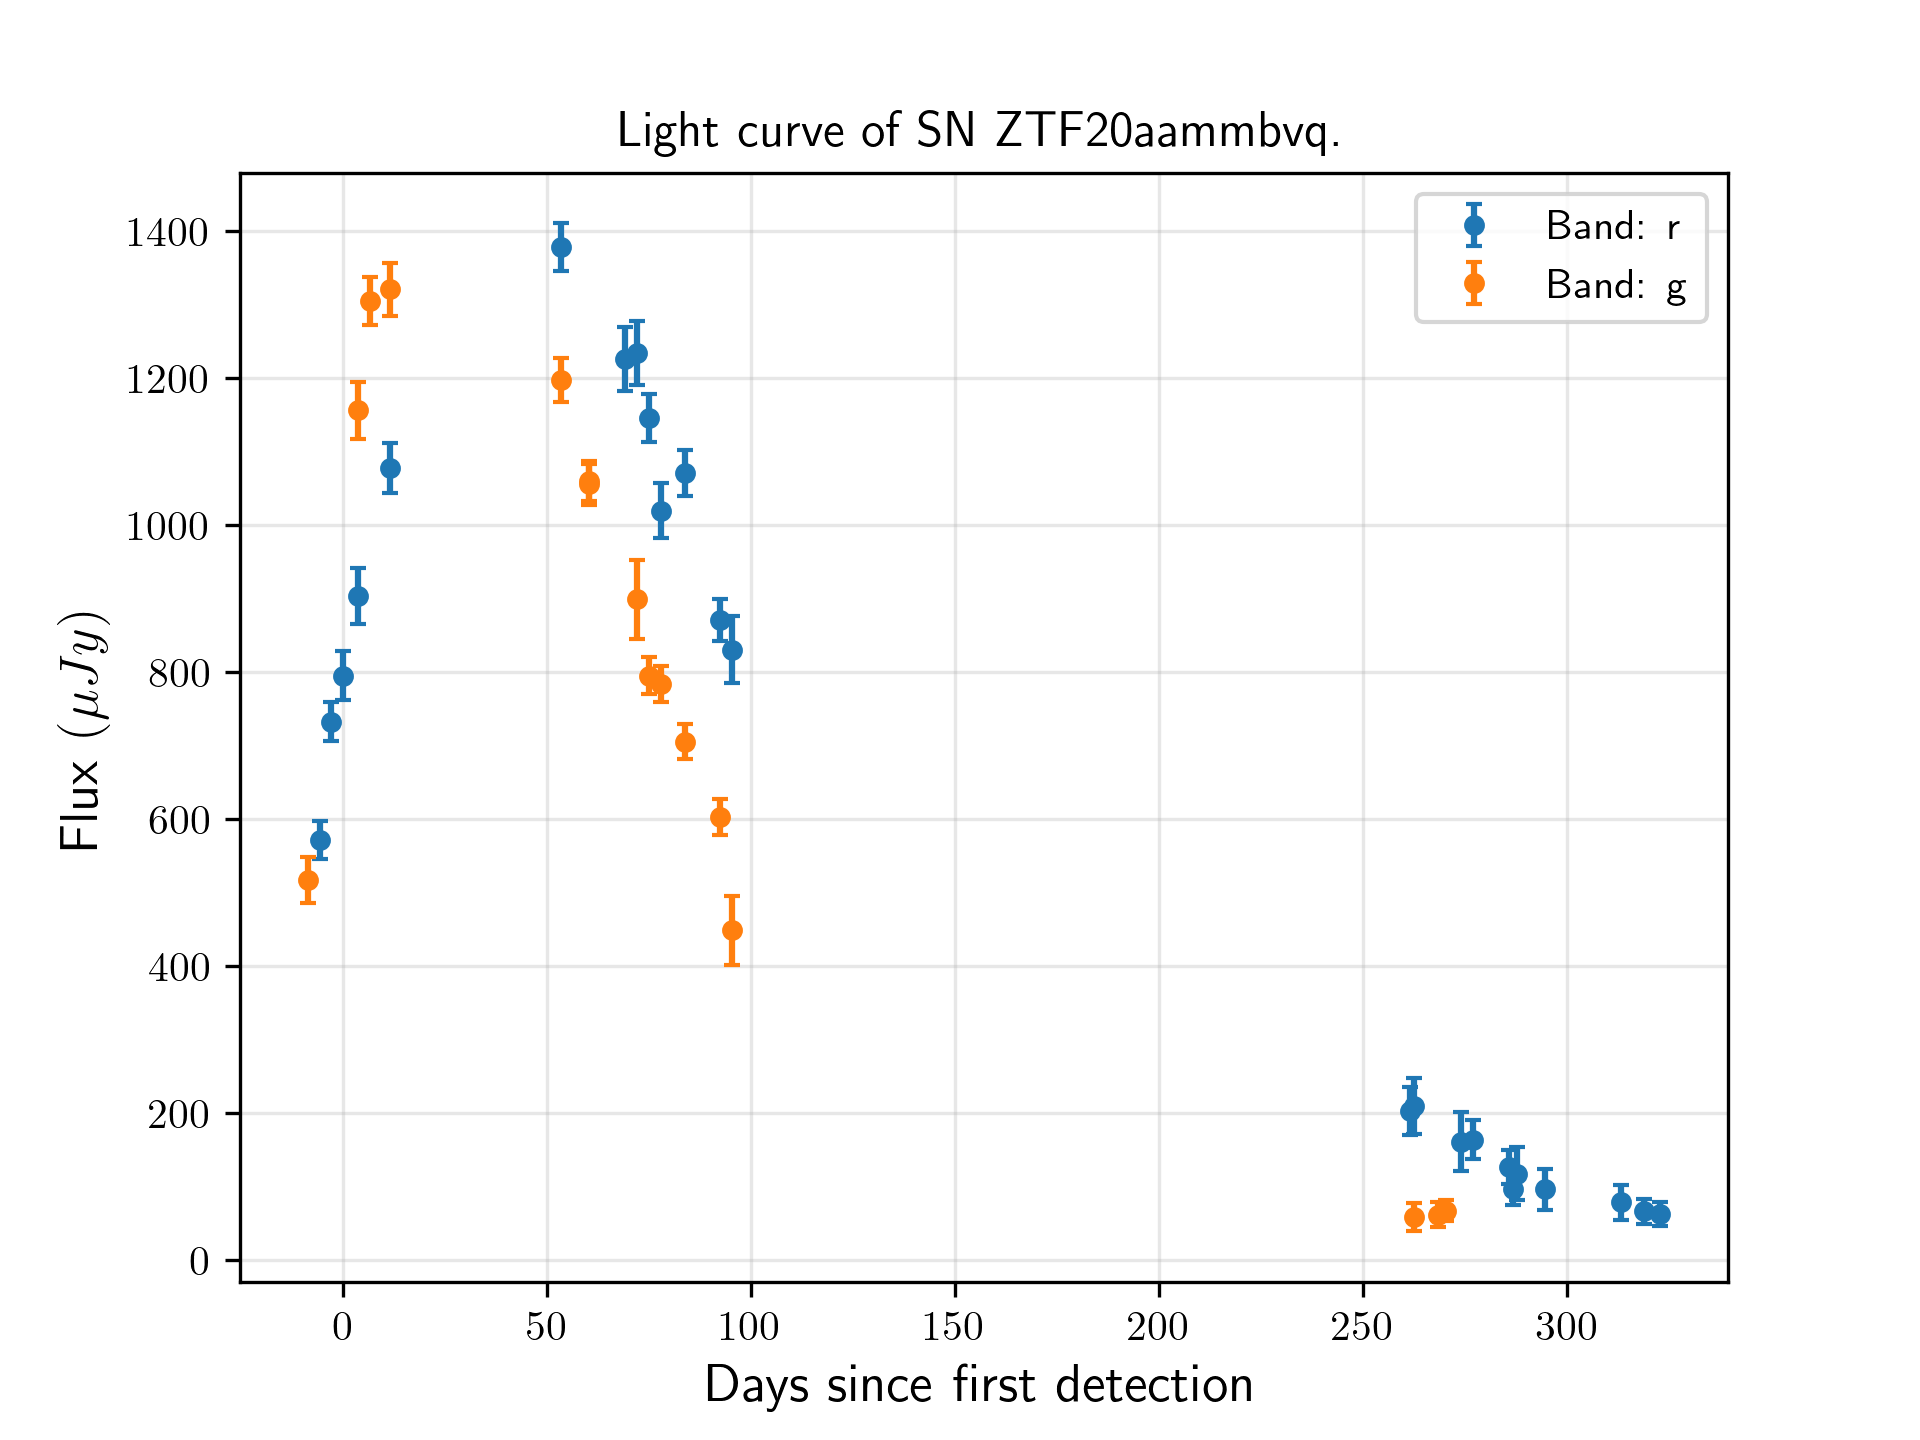 Light curve of SN ZTF20aammbvq.
Band: r
Band: g
1400
1200
1000
800
600
400
200
0
Flux (μJy)
0 50 100 150 200 250 300
Days since first detection